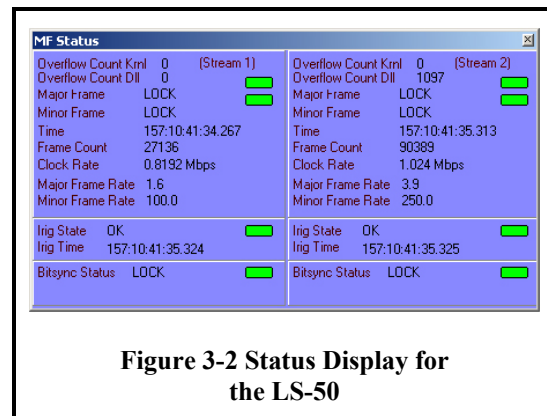 MF Status
Overflow Count Krnl 0 (Stream 1)
Overflow Count Dll 0
Major Frame LOCK
Minor Frame LOCK
Time 157:10:41:34.267
Frame Count 27136
Clock Rate 0.8192 Mbps
Major Frame Rate 1.6
Minor Frame Rate 100.0
Irig State OK
Irig Time 157:10:41:35.324
Bitsync Status LOCK
Overflow Count Krnl 0 (Stream 2)
Overflow Count Dll 1097
Major Frame LOCK
Minor Frame LOCK
Time 157:10:41:35.313
Frame Count 90389
Clock Rate 1.024 Mbps
Major Frame Rate 3.9
Minor Frame Rate 250.0
Irig State OK
Irig Time 157:10:41:35.325
Bitsync Status LOCK
Figure 3-2 Status Display for
the LS-50